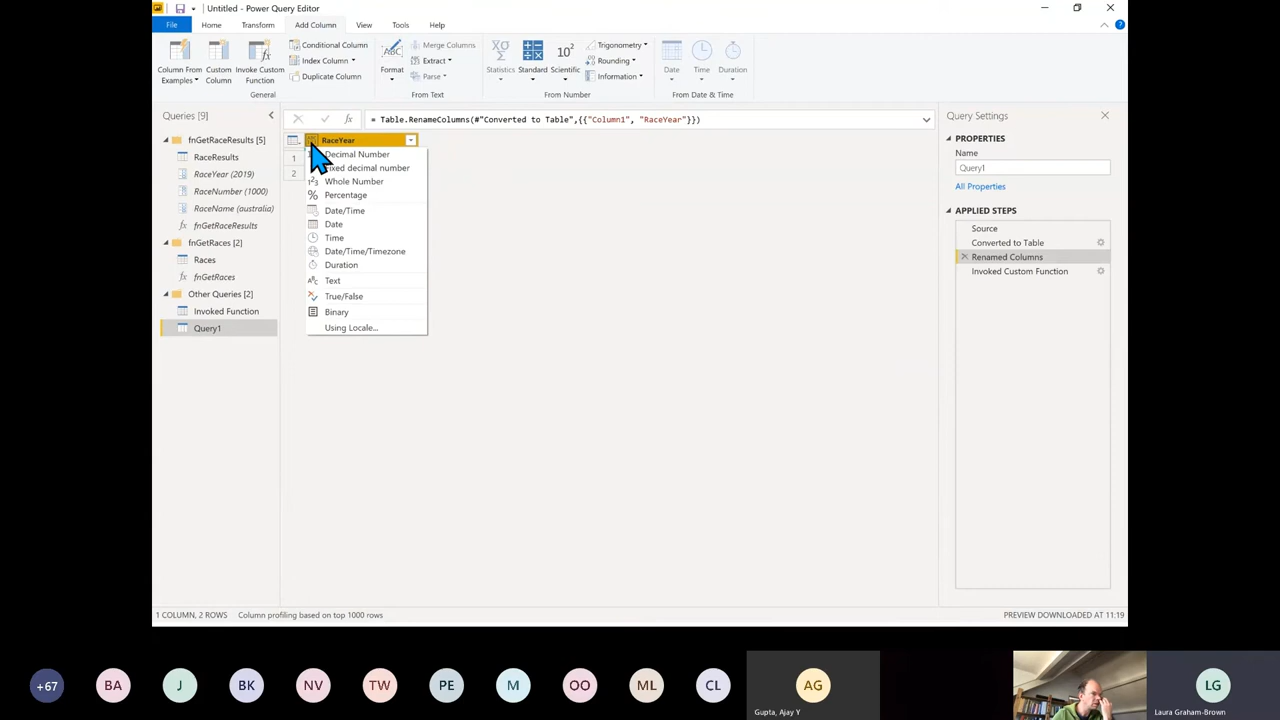 Untitled - Power Query Editor
File
Home
Transform
Add Column
View
Tools
Help
Column From
Examples
Custom
Column
Invoke Custom
Function
Conditional Column
Index Column
Duplicate Column
General
Format
Merge Columns
Extract
Parse
From Text
Statistics
Standard
Scientific
Trigonometry
Rounding
Information
From Number
Date
Time
Duration
From Date & Time
Queries [9]
fnGetRaceResults [5]
RaceResults
RaceYear (2019)
RaceNumber (1000)
RaceName (australia)
fnGetRaceResults
fnGetRaces [2]
Races
fnGetRaces
Other Queries [2]
Invoked Function
Query1
= Table.RenameColumns(#"Converted to Table",{{"Column1", "RaceYear"}})
RaceYear
1
2
Decimal Number
Fixed decimal number
Whole Number
Percentage
Date/Time
Date
Time
Date/Time/Timezone
Duration
Text
True/False
Binary
Using Locale...
Query Settings
PROPERTIES
Name
Query1
All Properties
APPLIED STEPS
Source
Converted to Table
Renamed Columns
Invoked Custom Function
1 COLUMN, 2 ROWS
Column profiling based on top 1000 rows
PREVIEW DOWNLOADED AT 11:19
+67
BA
J
BK
NV
TW
PE
M
OO
ML
CL
AG
LG
Gupta, Ajay Y
Laura Graham-Brown